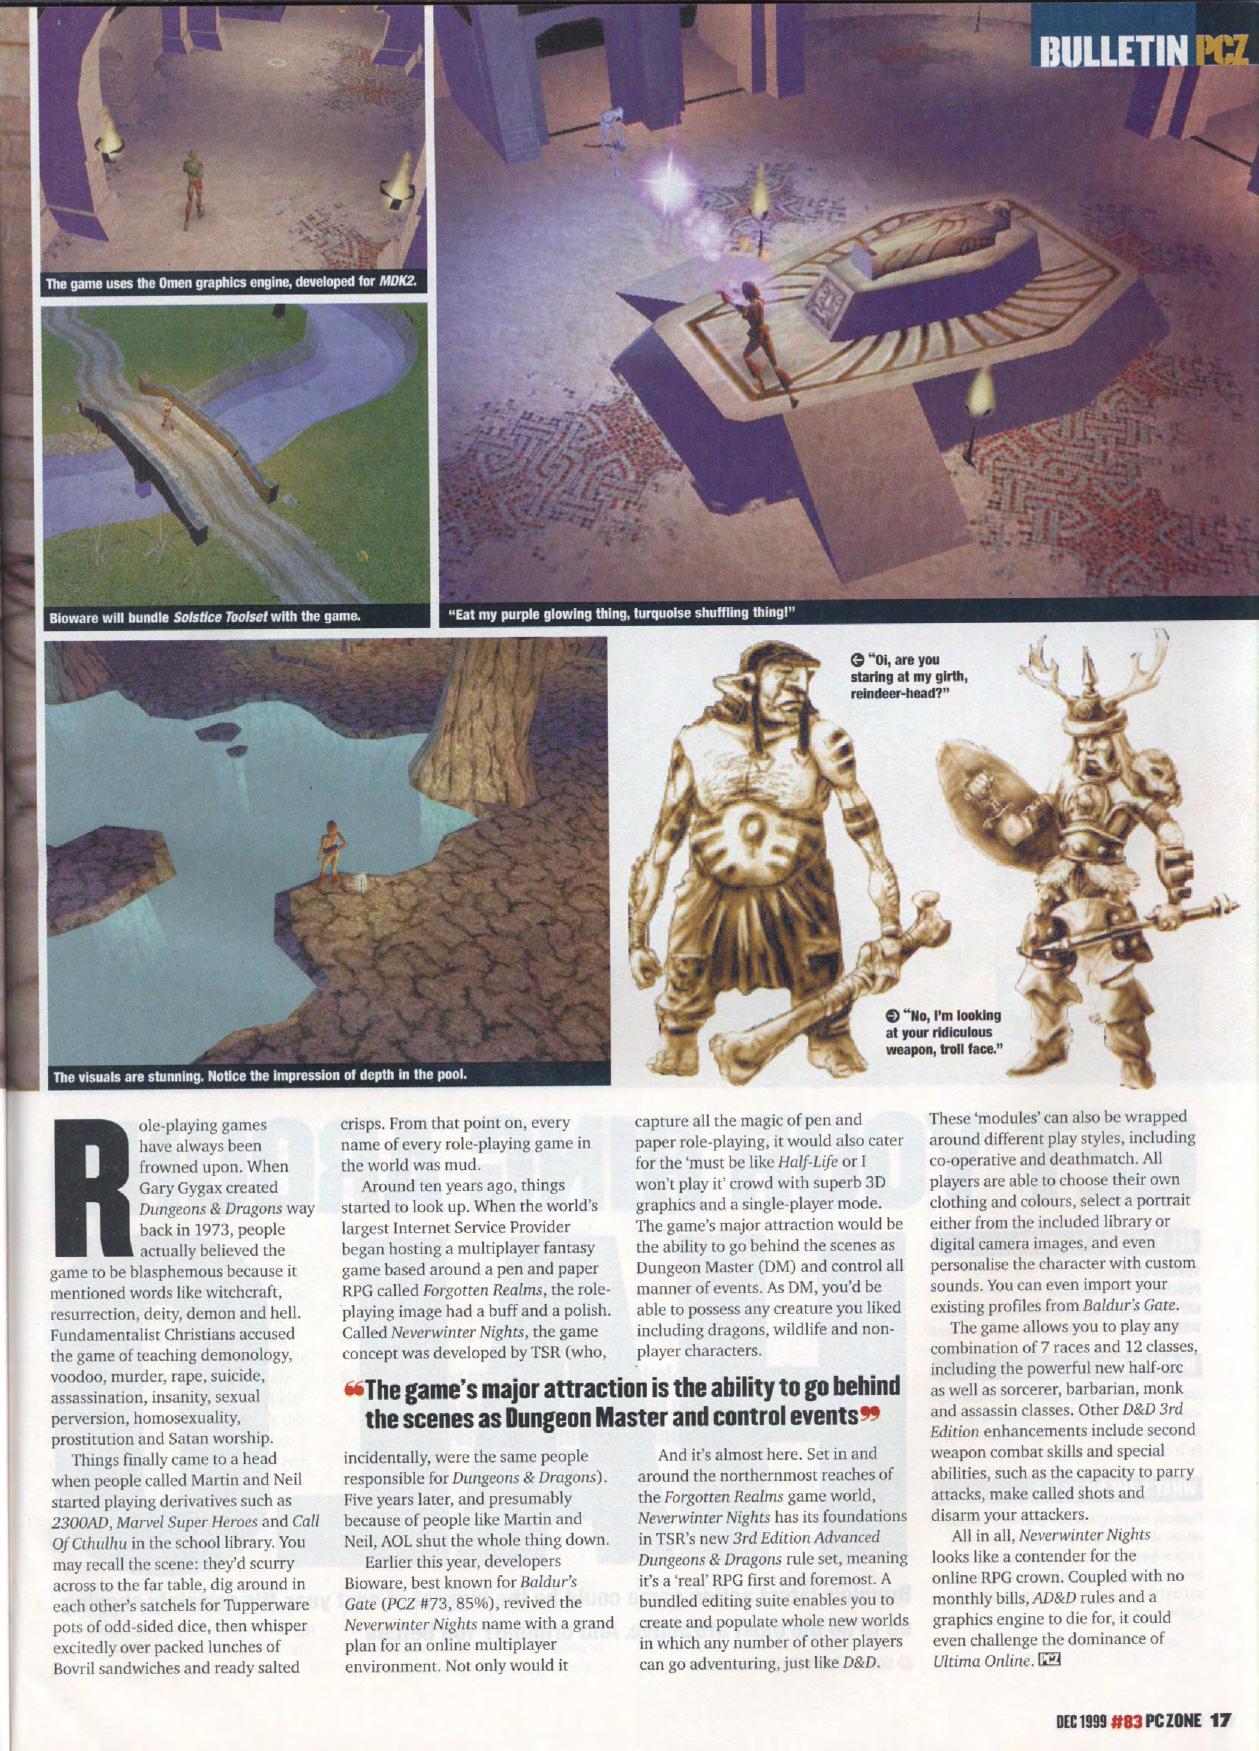 BULLETIN PCZ
The game uses the Omen graphics engine, developed for MDK2.
Bioware will bundle Solstice Toolset with the game.
"Eat my purple glowing thing, turquoise shuffling thing!"
"Oi, are you
staring at my girth,
reindeer-head?"
"No, I'm looking
at your ridiculous
weapon, troll face."
The visuals are stunning. Notice the impression of depth in the pool.
Role-playing games
have always been
frowned upon. When
Gary Gygax created
Dungeons & Dragons way
back in 1973, people
actually believed the
game to be blasphemous because it
mentioned words like witchcraft,
resurrection, deity, demon and hell.
Fundamentalist Christians accused
the game of teaching demonology,
voodoo, murder, rape, suicide,
assassination, insanity, sexual
perversion, homosexuality,
prostitution and Satan worship.
Things finally came to a head
when people called Martin and Neil
started playing derivatives such as
2300AD, Marvel Super Heroes and Call
Of Cthulhu in the school library. You
may recall the scene: they'd scurry
across to the far table, dig around in
each other's satchels for Tupperware
pots of odd-sided dice, then whisper
excitedly over packed lunches of
Bovril sandwiches and ready salted
crisps. From that point on, every
name of every role-playing game in
the world was mud.
Around ten years ago, things
started to look up. When the world's
largest Internet Service Provider
began hosting a multiplayer fantasy
game based around a pen and paper
RPG called Forgotten Realms, the role-
playing image had a buff and a polish.
Called Neverwinter Nights, the game
concept was developed by TSR (who,
incidentally, were the same people
responsible for Dungeons & Dragons).
Five years later, and presumably
because of people like Martin and
Neil, AOL shut the whole thing down.
Earlier this year, developers
Bioware, best known for Baldur's
Gate (PCZ #73, 85%), revived the
Neverwinter Nights name with a grand
plan for an online multiplayer
environment. Not only would it
capture all the magic of pen and
paper role-playing, it would also cater
for the 'must be like Half-Life or I
won't play it' crowd with superb 3D
graphics and a single-player mode.
The game's major attraction would be
the ability to go behind the scenes as
Dungeon Master (DM) and control all
manner of events. As DM, you'd be
able to possess any creature you liked
including dragons, wildlife and non-
player characters.
"The game's major attraction is the ability to go behind
the scenes as Dungeon Master and control events"
And it's almost here. Set in and
around the northernmost reaches of
the Forgotten Realms game world,
Neverwinter Nights has its foundations
in TSR's new 3rd Edition Advanced
Dungeons & Dragons rule set, meaning
it's a 'real' RPG first and foremost. A
bundled editing suite enables you to
create and populate whole new worlds
in which any number of other players
can go adventuring, just like D&D.
These 'modules' can also be wrapped
around different play styles, including
co-operative and deathmatch. All
players are able to choose their own
clothing and colours, select a portrait
either from the included library or
digital camera images, and even
personalise the character with custom
sounds. You can even import your
existing profiles from Baldur's Gate.
The game allows you to play any
combination of 7 races and 12 classes,
including the powerful new half-orc
as well as sorcerer, barbarian, monk
and assassin classes. Other D&D 3rd
Edition enhancements include second
weapon combat skills and special
abilities, such as the capacity to parry
attacks, make called shots and
disarm your attackers.
All in all, Neverwinter Nights
looks like a contender for the
online RPG crown. Coupled with no
monthly bills, AD&D rules and a
graphics engine to die for, it could
even challenge the dominance of
Ultima Online. PCZ
DEC 1999 #83 PC ZONE 17